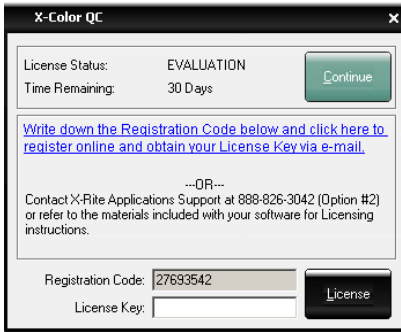 X-Color QC x
License Status: EVALUATION
Time Remaining: 30 Days
Continue
Write down the Registration Code below and click here to
register online and obtain your License Key via e-mail.
---OR---
Contact X-Rite Applications Support at 888-826-3042 (Option #2)
or refer to the materials included with your software for Licensing
instructions.
Registration Code: 27693542
License Key:
License